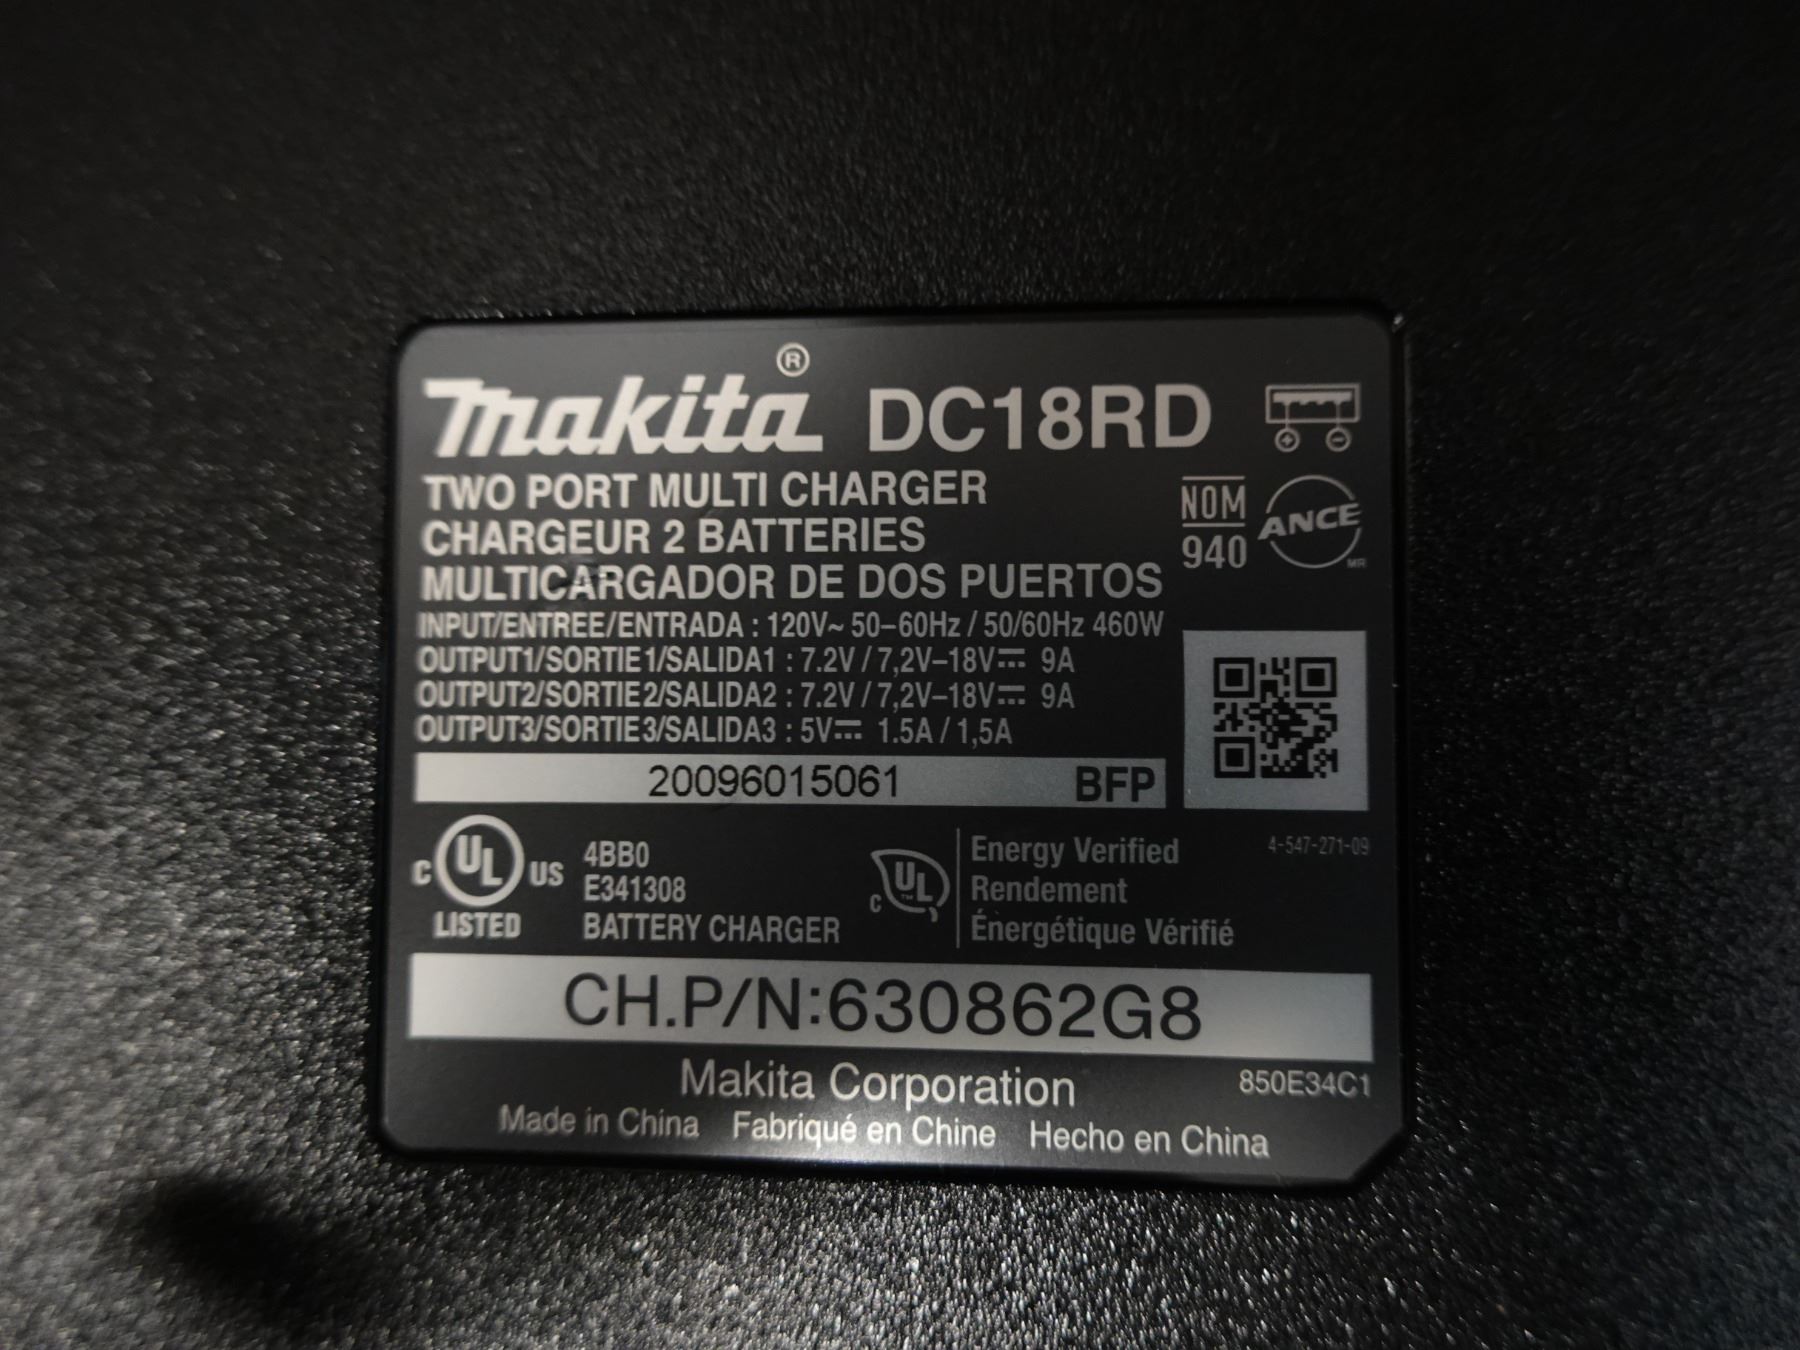 makita® DC18RD
TWO PORT MULTI CHARGER
CHARGEUR 2 BATTERIES
MULTICARGADOR DE DOS PUERTOS
NOM
940
ANCE
MR
INPUT/ENTREE/ENTRADA : 120V~ 50–60Hz / 50/60Hz 460W
OUTPUT1/SORTIE1/SALIDA1 : 7.2V / 7,2V–18V⎓ 9A
OUTPUT2/SORTIE2/SALIDA2 : 7.2V / 7,2V–18V⎓ 9A
OUTPUT3/SORTIE3/SALIDA3 : 5V⎓ 1.5A / 1,5A
20096015061 BFP
C UL US
LISTED
4BB0
E341308
BATTERY CHARGER
c UL ™
Energy Verified
Rendement
Énergétique Vérifié
4-547-271-09
CH.P/N:630862G8
Makita Corporation
850E34C1
Made in China Fabriqué en Chine Hecho en China